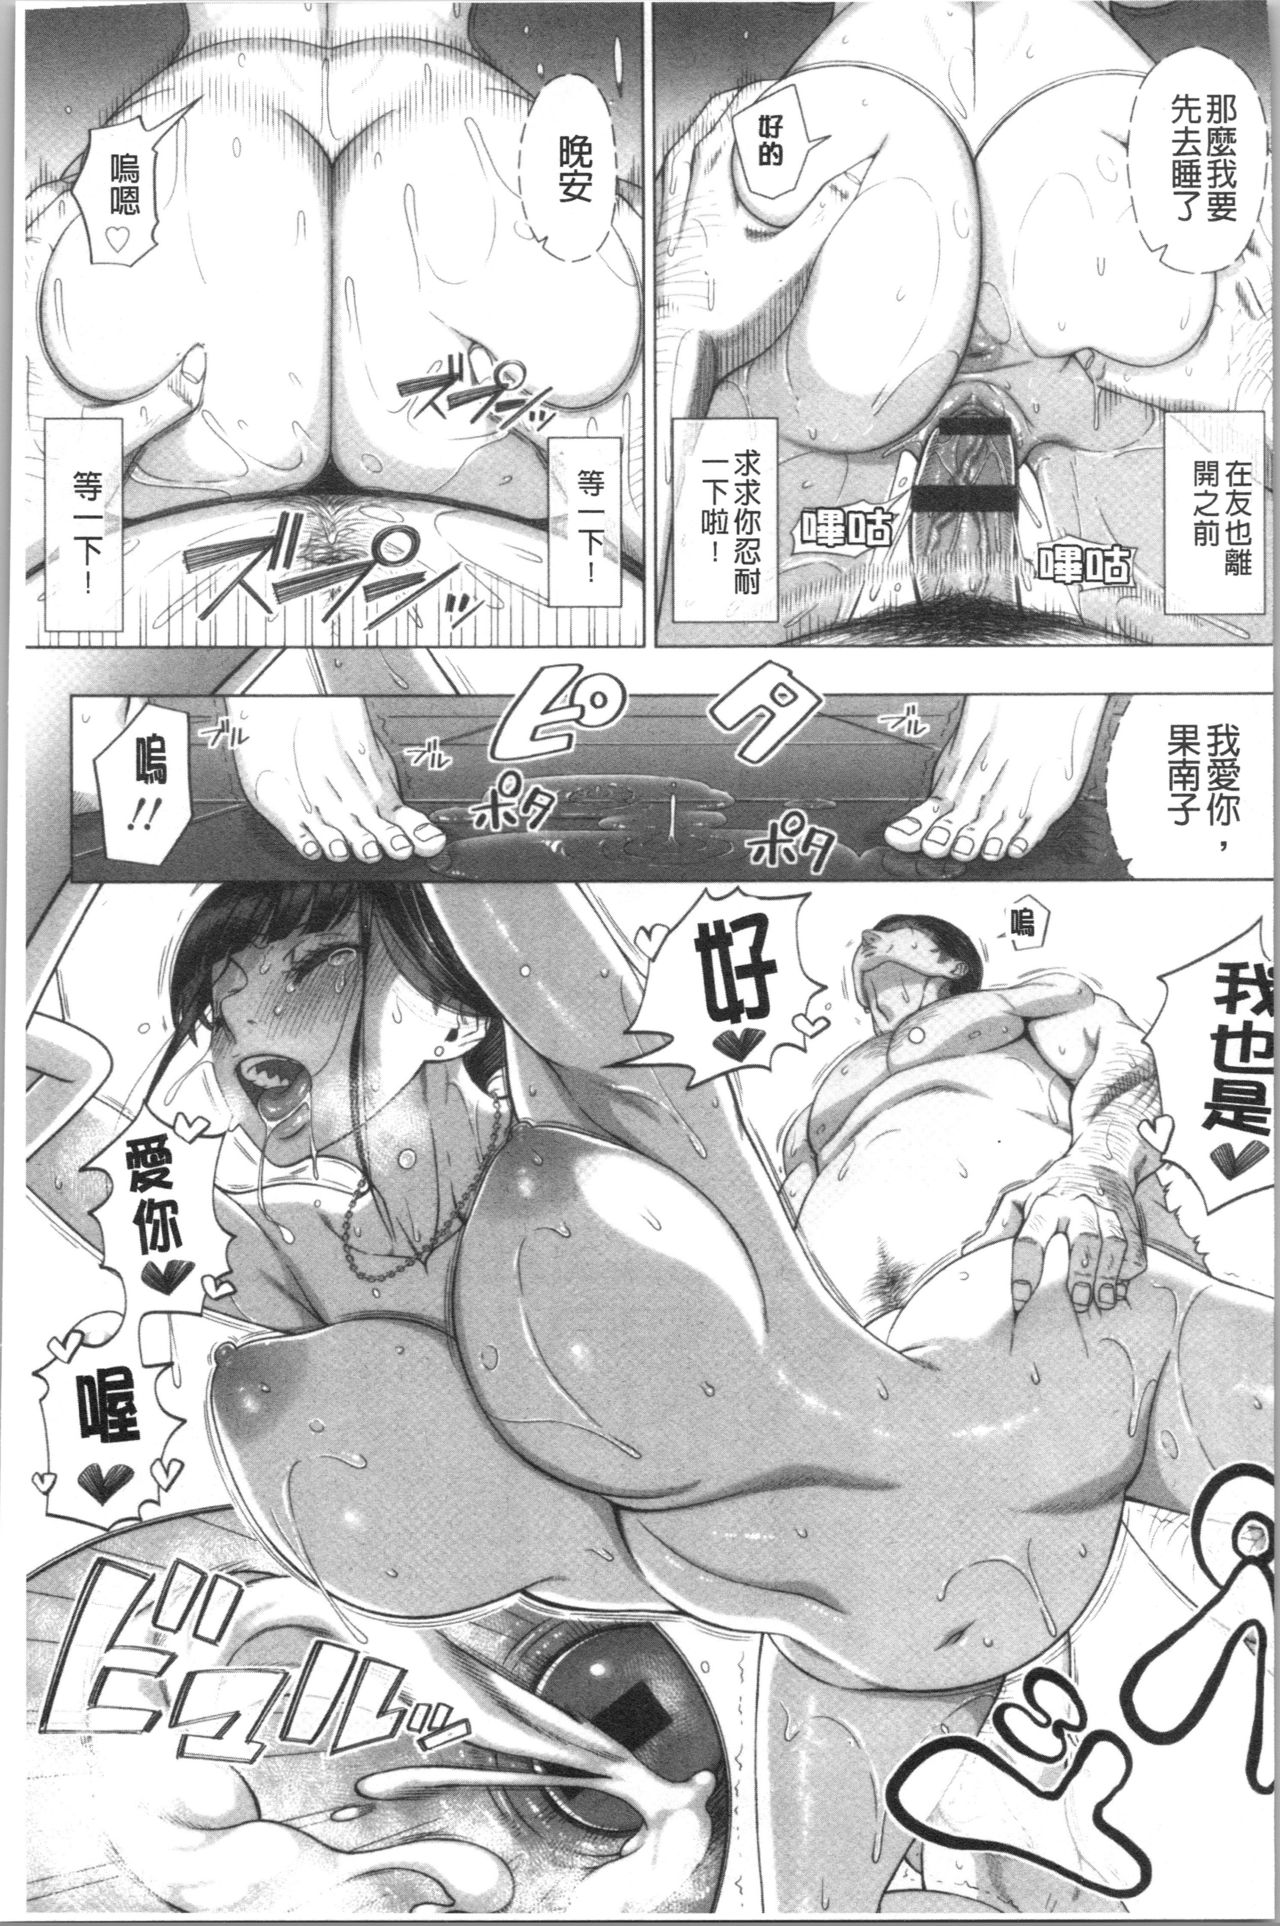 那麼我要
先去睡了
好的
在友也離
開之前
求求你忍耐
一下啦！
嗶咕
嗶咕
晚安
嗚嗯♡
等一下！
等一下！
ズプッ
ズプッ
我愛你，
果南子
嗚!!
ピタ
ブル
ブル
ブル
ブル
ポタ
ポタ
我也是♥
嗚
好♥
愛你♥
喔♥
ビュルルッ